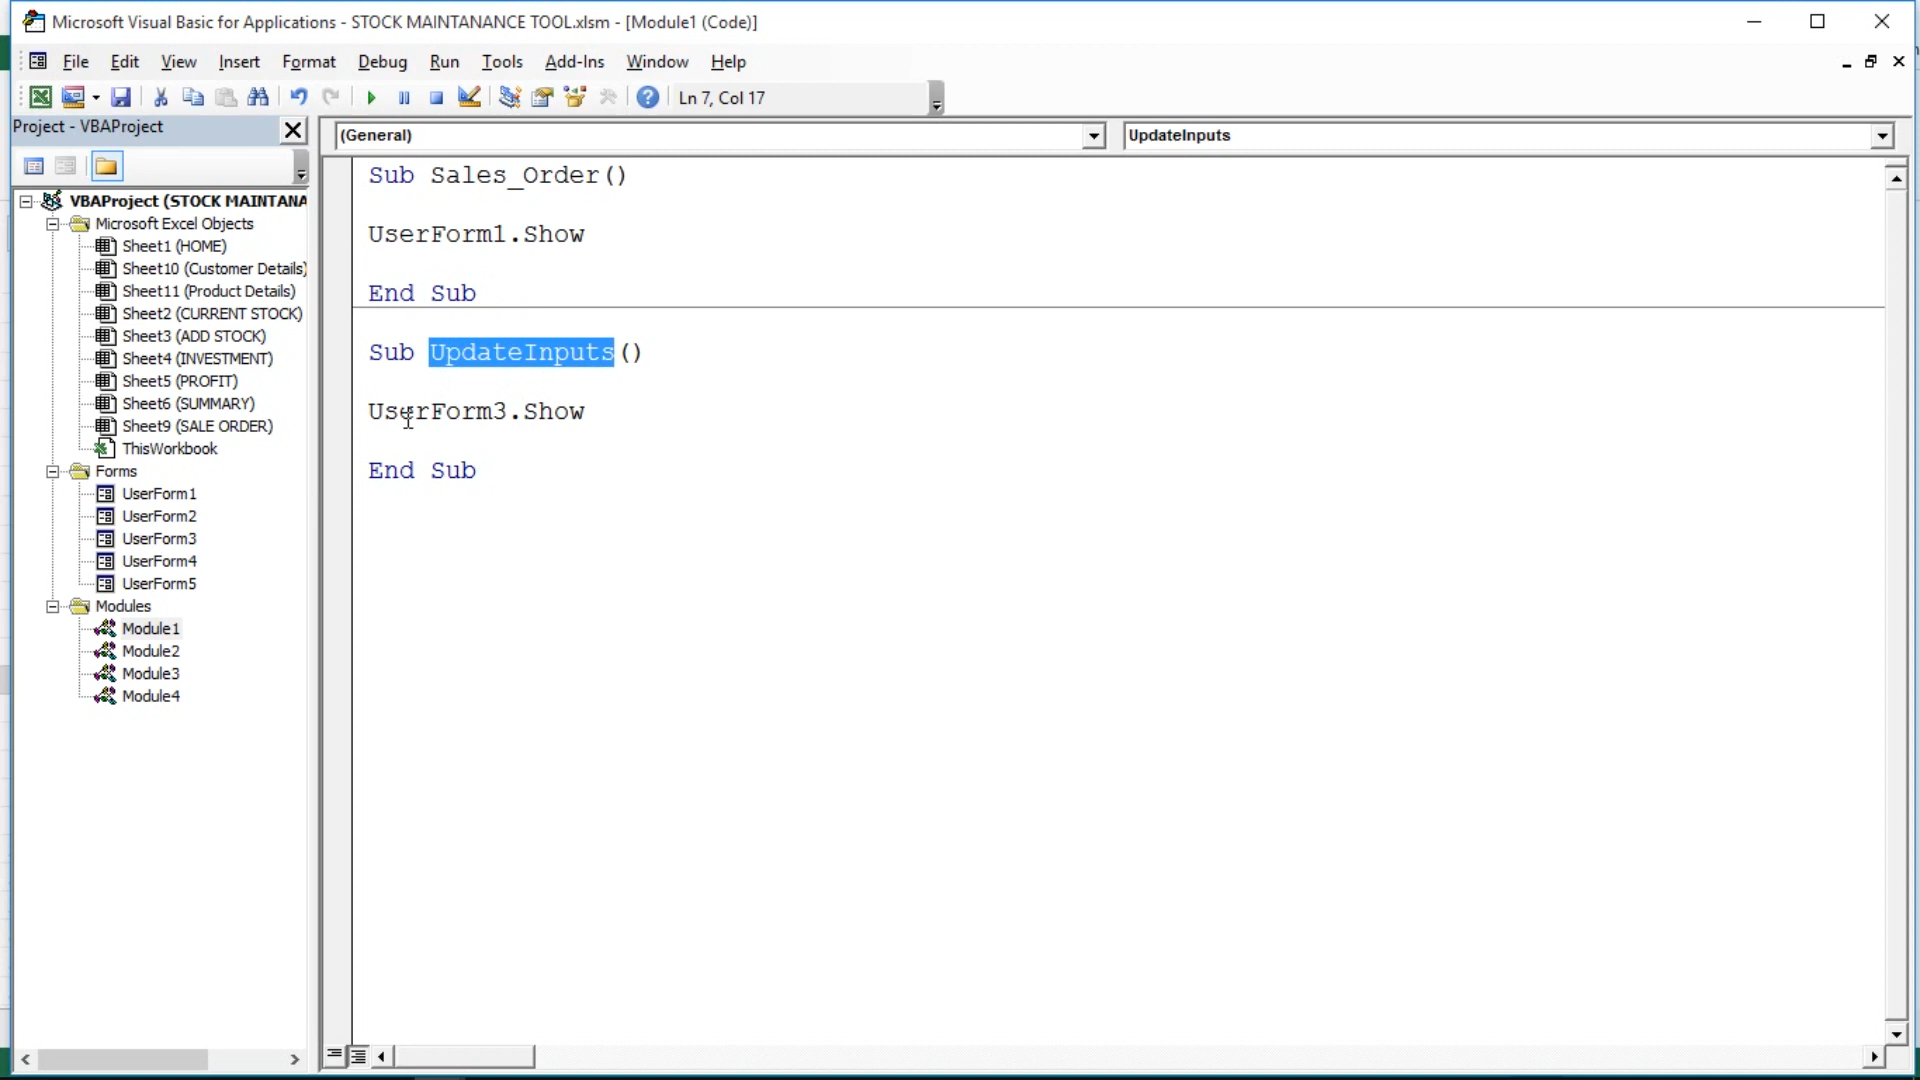 Microsoft Visual Basic for Applications - STOCK MAINTANANCE TOOL.xlsm - [Module1 (Code)]
File Edit View Insert Format Debug Run Tools Add-Ins Window Help
Ln 7, Col 17
Project - VBAProject
(General)
UpdateInputs
VBAProject (STOCK MAINTANA
Microsoft Excel Objects
Sheet1 (HOME)
Sheet10 (Customer Details)
Sheet11 (Product Details)
Sheet2 (CURRENT STOCK)
Sheet3 (ADD STOCK)
Sheet4 (INVESTMENT)
Sheet5 (PROFIT)
Sheet6 (SUMMARY)
Sheet9 (SALE ORDER)
ThisWorkbook
Forms
UserForm1
UserForm2
UserForm3
UserForm4
UserForm5
Modules
Module1
Module2
Module3
Module4
Sub Sales_Order()
UserForm1.Show
End Sub
Sub UpdateInputs()
UserForm3.Show
End Sub